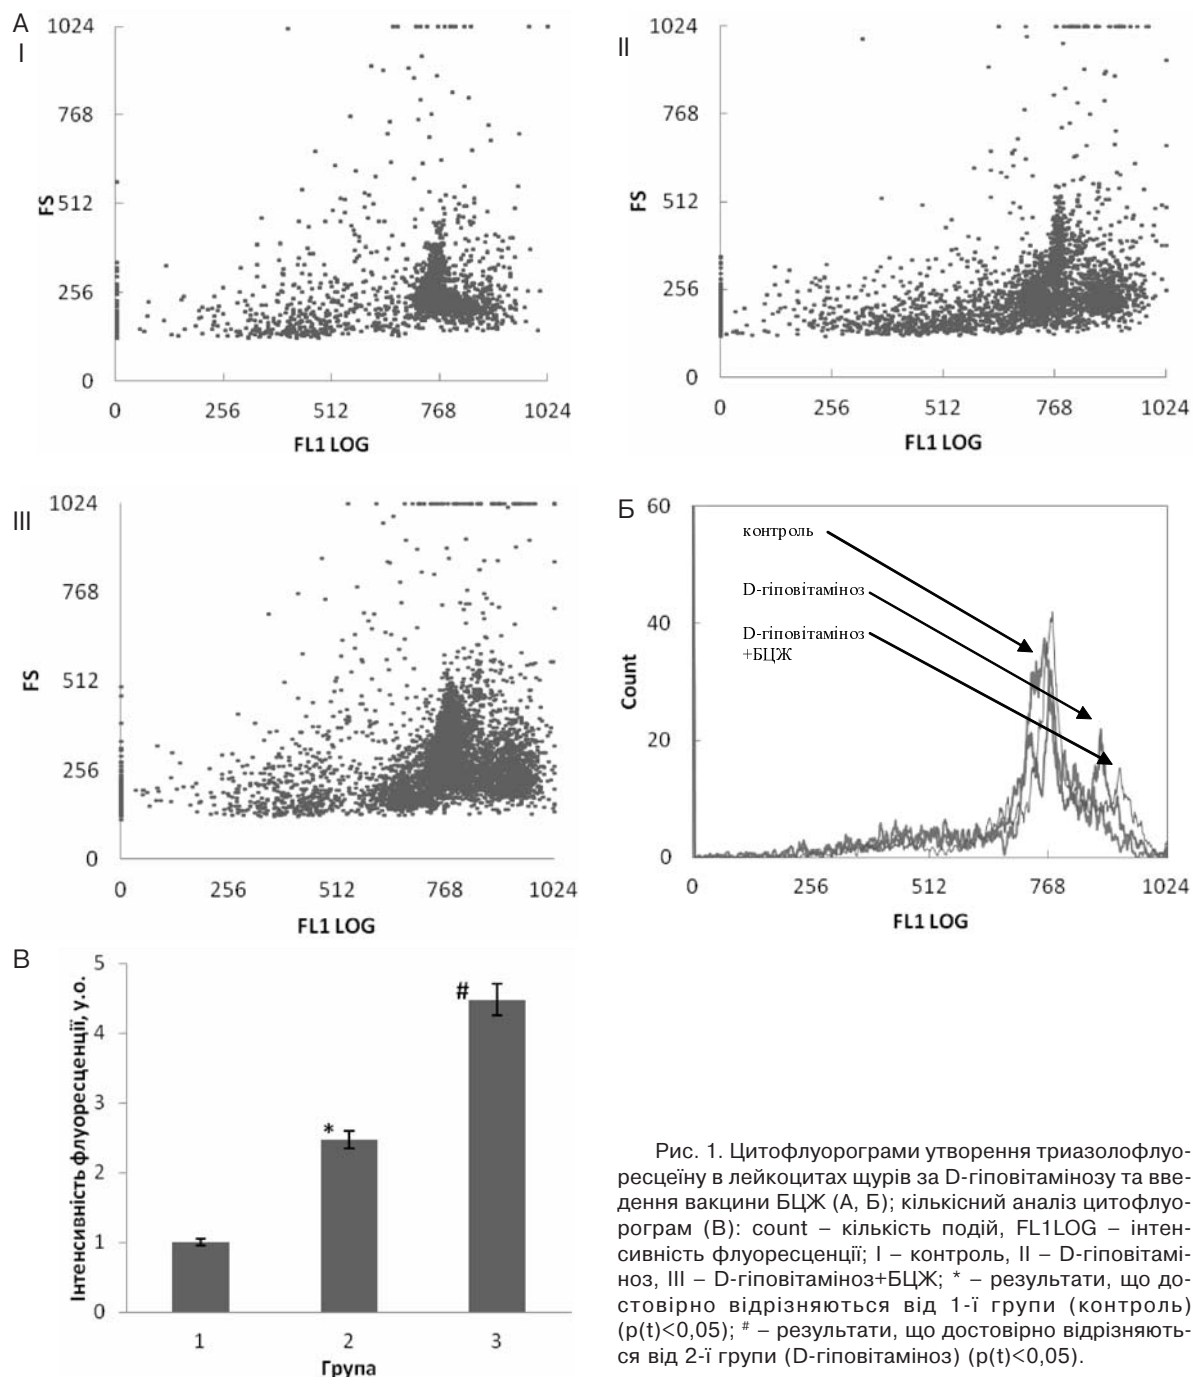 А
I
1024
768
512
256
0
FS
0 256 512 768 1024
FL1 LOG
II
1024
768
512
256
0
FS
0 256 512 768 1024
FL1 LOG
III
1024
768
512
256
0
FS
0 256 512 768 1024
FL1 LOG
Б
60
40
20
0
Count
контроль
D-гіповітаміноз
D-гіповітаміноз
+БЦЖ
0 256 512 768 1024
FL1 LOG
В
Інтенсивність флуоресценції, у.о.
5
4
3
2
1
0
*
#
1 2 3
Група
Рис. 1. Цитофлуорограми утворення триазолофлуо-
ресцеїну в лейкоцитах щурів за D-гіповітамінозу та вве-
дення вакцини БЦЖ (А, Б); кількісний аналіз цитофлуо-
рограм (В): count – кількість подій, FL1LOG – інтен-
сивність флуоресценції; I – контроль, II – D-гіповітамі-
ноз, III – D-гіповітаміноз+БЦЖ; * – результати, що до-
стовірно відрізняються від 1-ї групи (контроль)
(p(t)<0,05); # – результати, що достовірно відрізняють-
ся від 2-ї групи (D-гіповітаміноз) (p(t)<0,05).